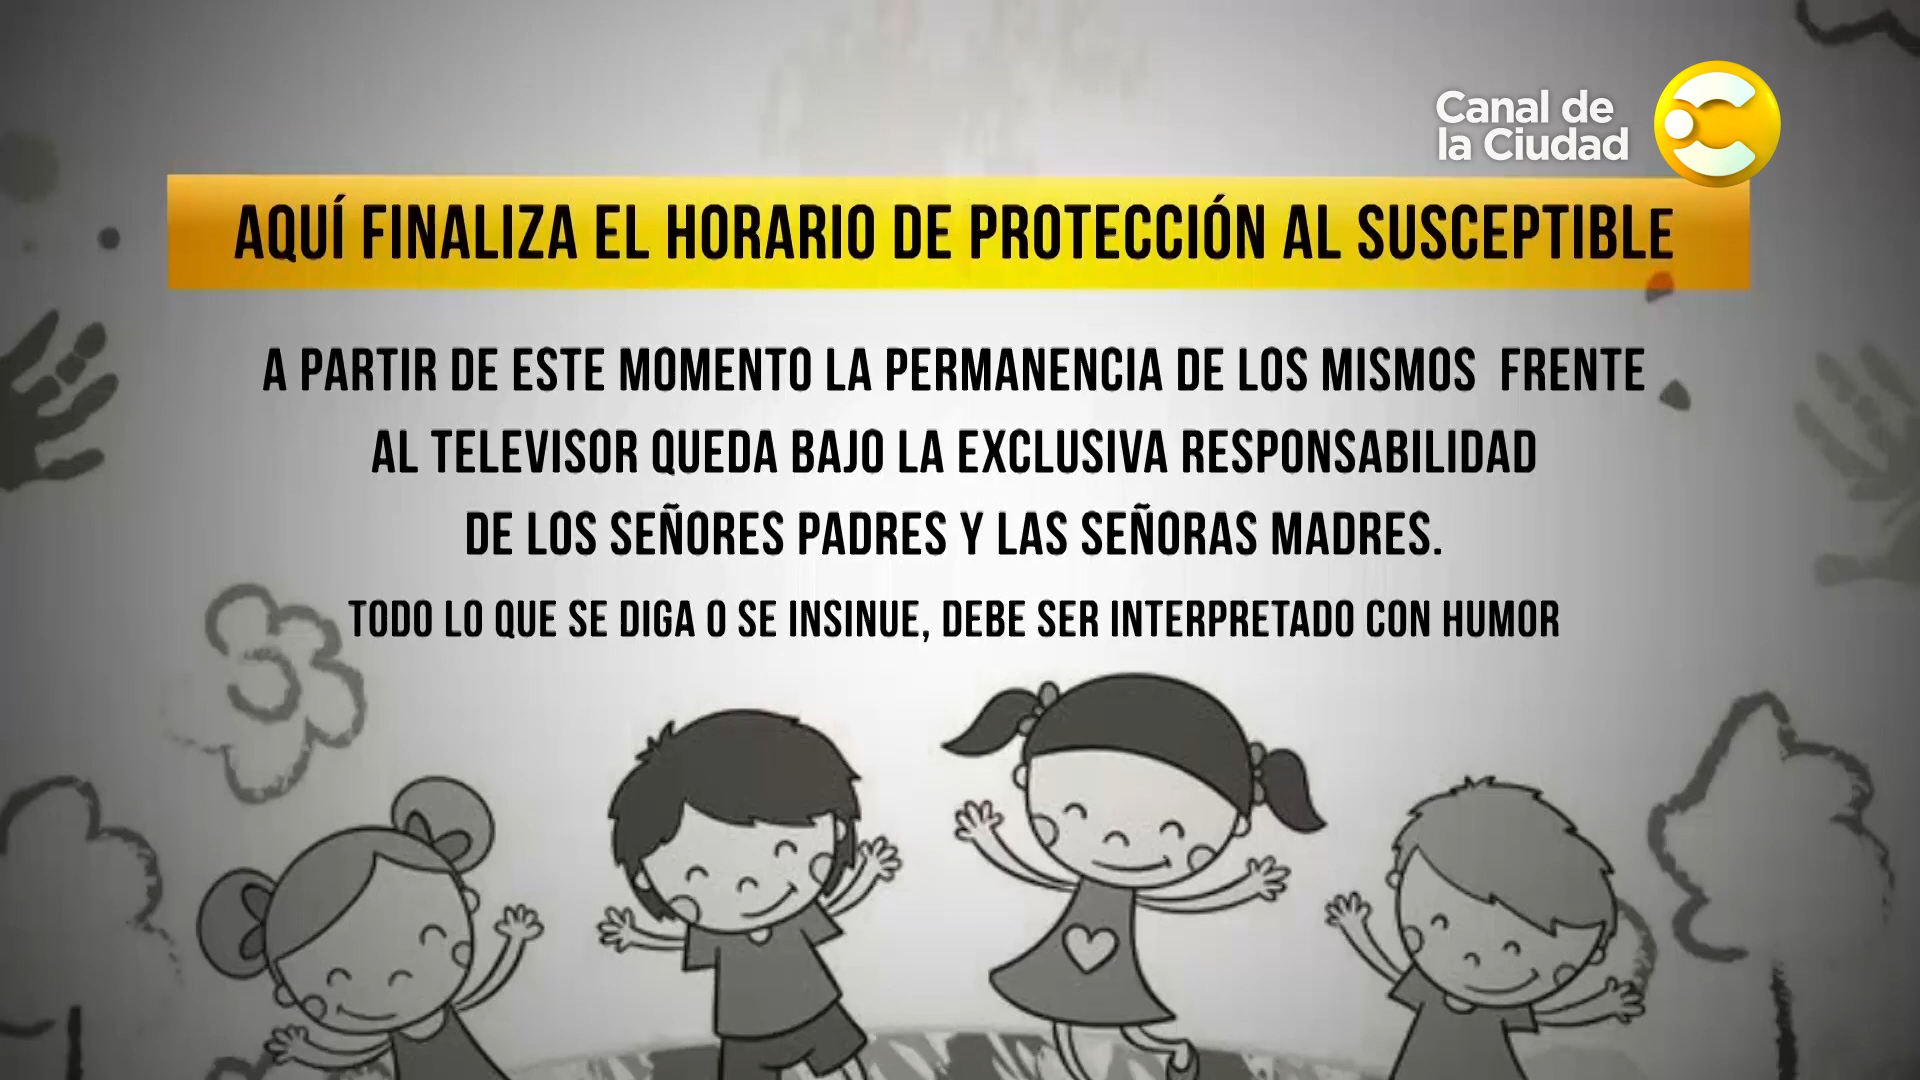 Canal de
la Ciudad
AQUÍ FINALIZA EL HORARIO DE PROTECCIÓN AL SUSCEPTIBLE
A PARTIR DE ESTE MOMENTO LA PERMANENCIA DE LOS MISMOS FRENTE
AL TELEVISOR QUEDA BAJO LA EXCLUSIVA RESPONSABILIDAD
DE LOS SEÑORES PADRES Y LAS SEÑORAS MADRES.
TODO LO QUE SE DIGA O SE INSINUE, DEBE SER INTERPRETADO CON HUMOR